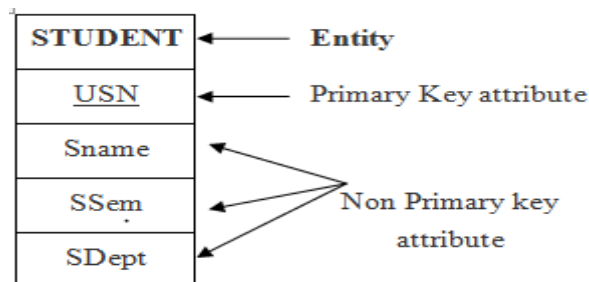 STUDENT Entity
USN Primary Key attribute
Sname
SSem Non Primary key
attribute
SDept